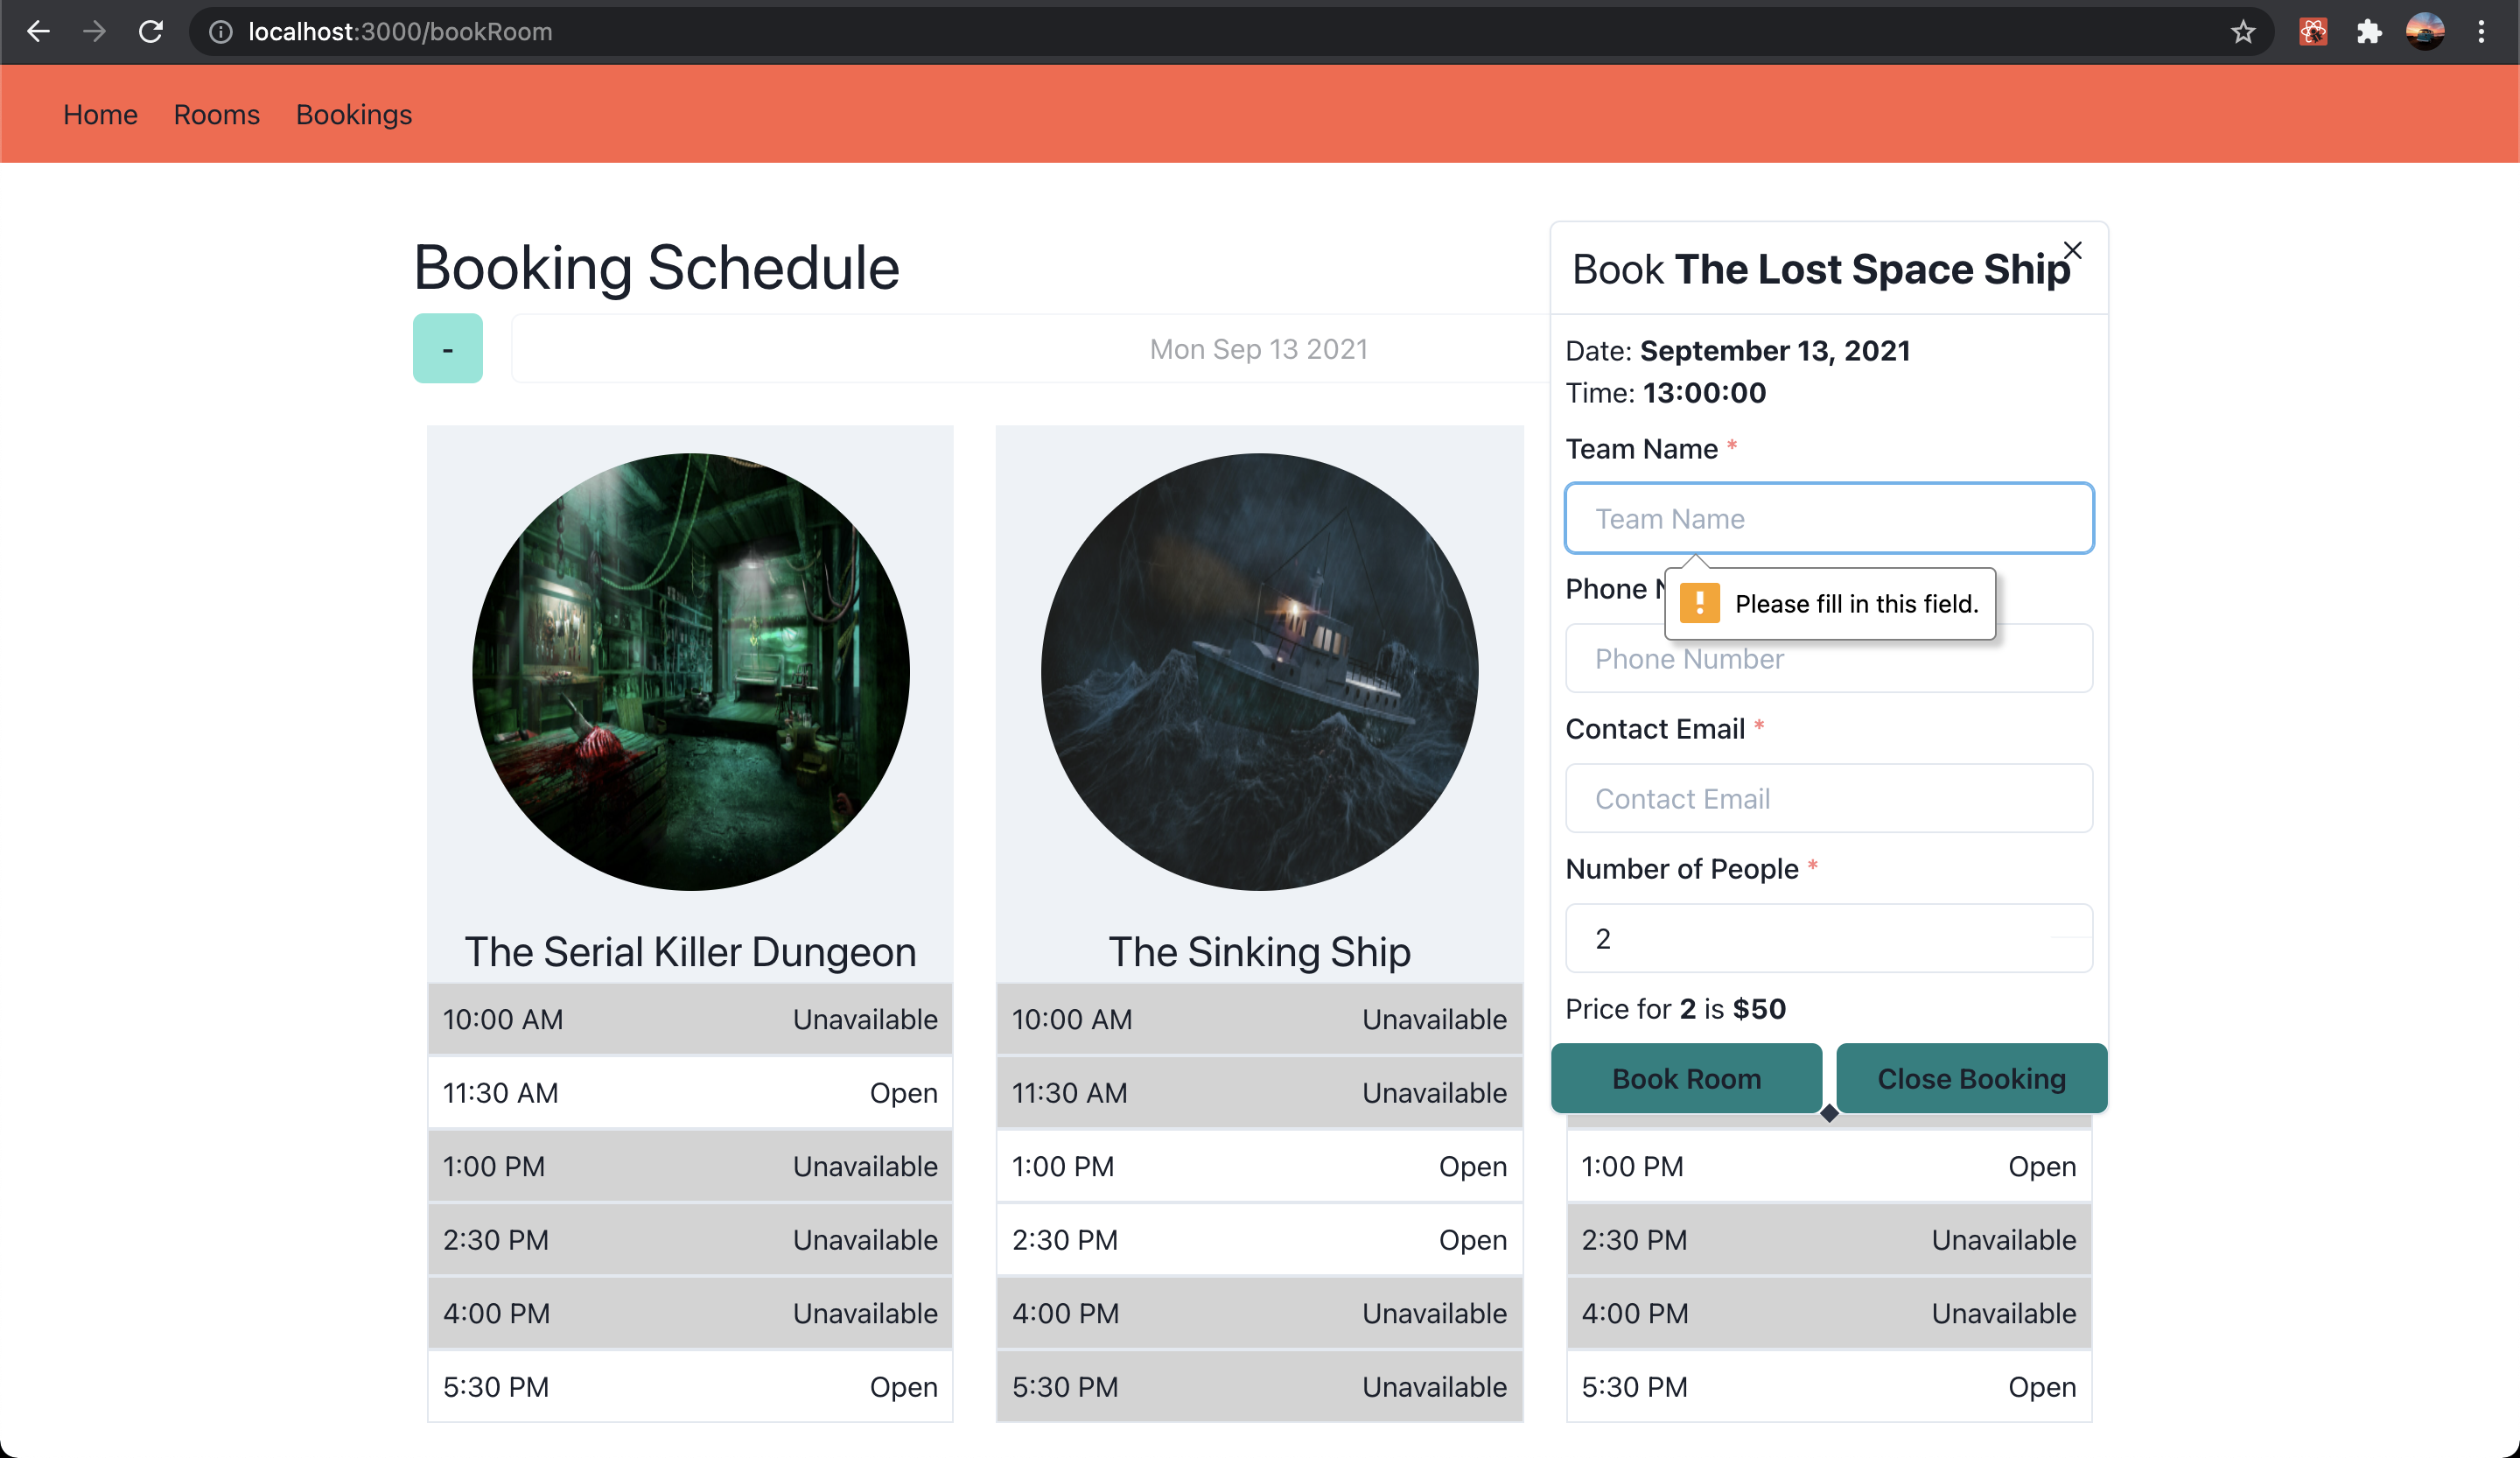 localhost:3000/bookRoom
Home Rooms Bookings
Booking Schedule
-
Mon Sep 13 2021
The Serial Killer Dungeon
10:00 AM Unavailable
11:30 AM Open
1:00 PM Unavailable
2:30 PM Unavailable
4:00 PM Unavailable
5:30 PM Open
The Sinking Ship
10:00 AM Unavailable
11:30 AM Unavailable
1:00 PM Open
2:30 PM Open
4:00 PM Unavailable
5:30 PM Unavailable
Book The Lost Space Ship
Date: September 13, 2021
Time: 13:00:00
Team Name *
Team Name
Please fill in this field.
Phone
Phone Number
Contact Email *
Contact Email
Number of People *
2
Price for 2 is $50
Book Room Close Booking
1:00 PM Open
2:30 PM Unavailable
4:00 PM Unavailable
5:30 PM Open